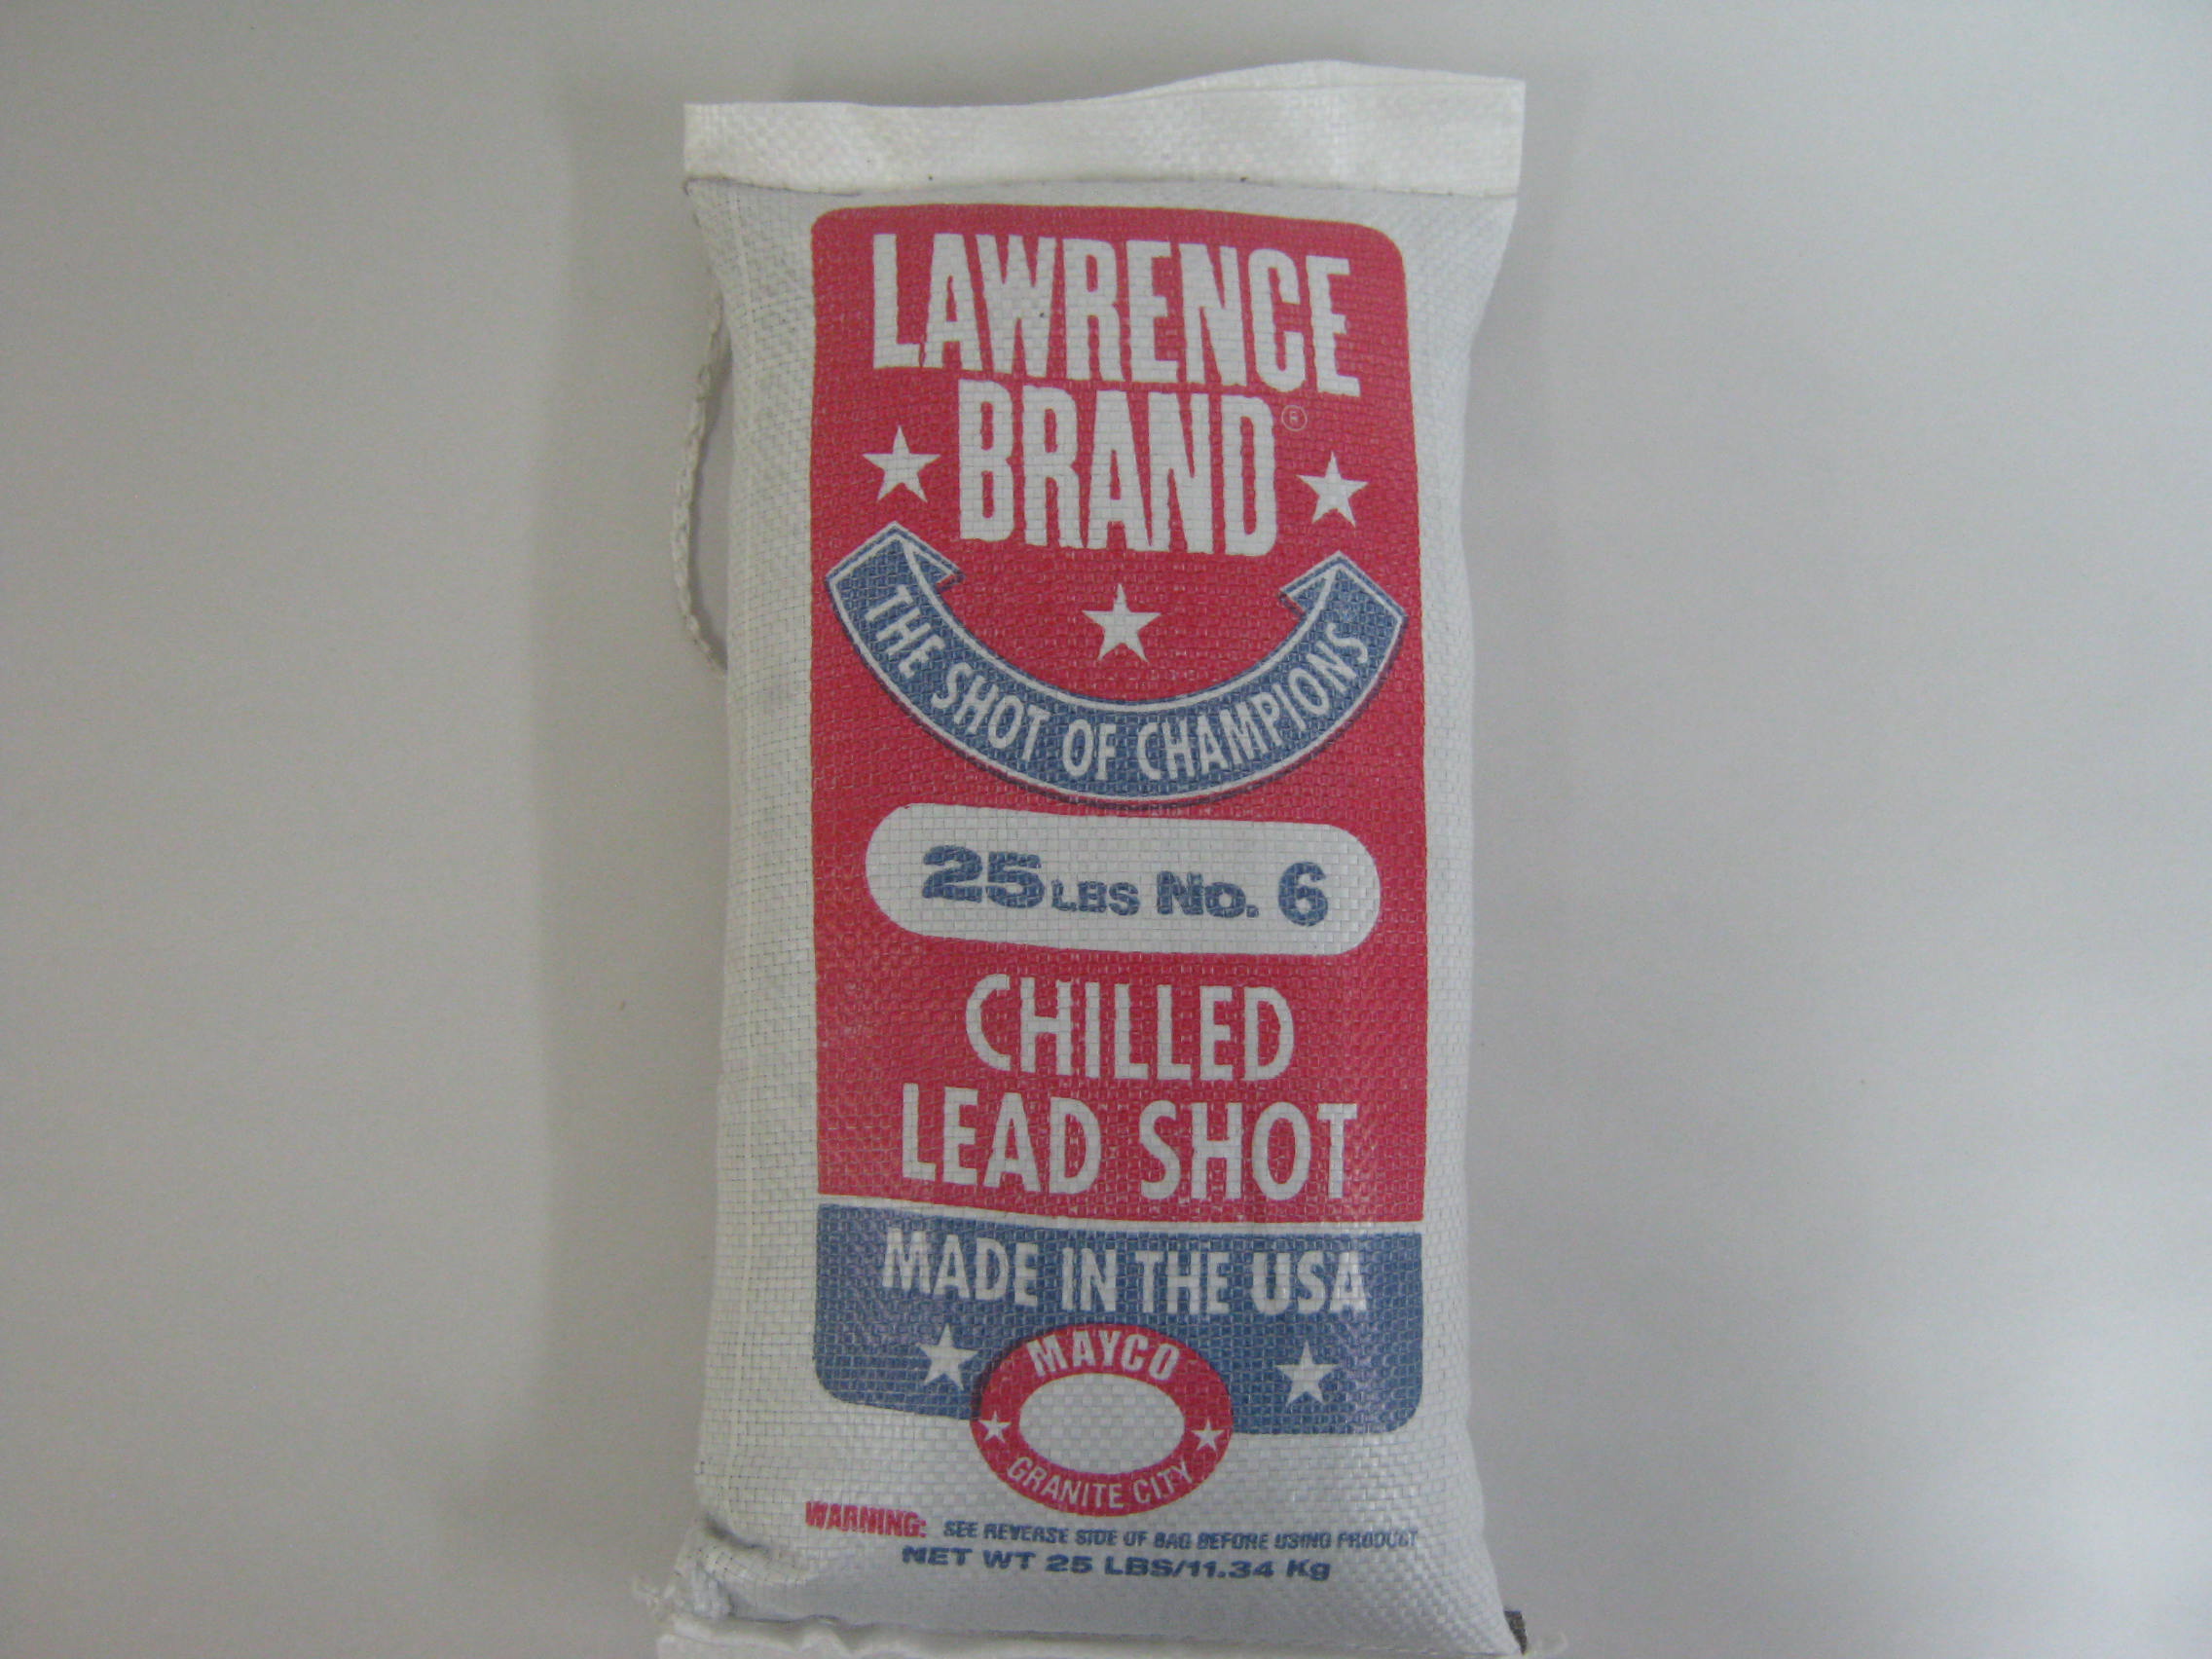 LAWRENCE
BRAND®
THE SHOT OF CHAMPIONS
25 LBS No. 6
CHILLED
LEAD SHOT
MADE IN THE USA
MAYCO
GRANITE CITY
WARNING: SEE REVERSE SIDE OF BAG BEFORE USING PRODUCT
NET WT 25 LBS/11.34 Kg